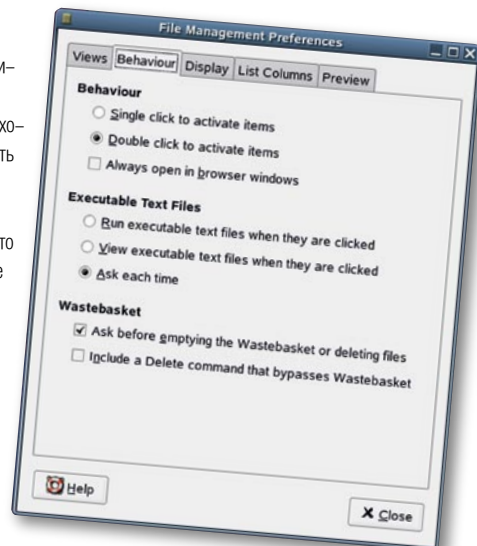 м–
хо–
ть
то
е
File Management Preferences
Views Behaviour Display List Columns Preview
Behaviour
Single click to activate items
Double click to activate items
Always open in browser windows
Executable Text Files
Run executable text files when they are clicked
View executable text files when they are clicked
Ask each time
Wastebasket
Ask before emptying the Wastebasket or deleting files
Include a Delete command that bypasses Wastebasket
Help
Close